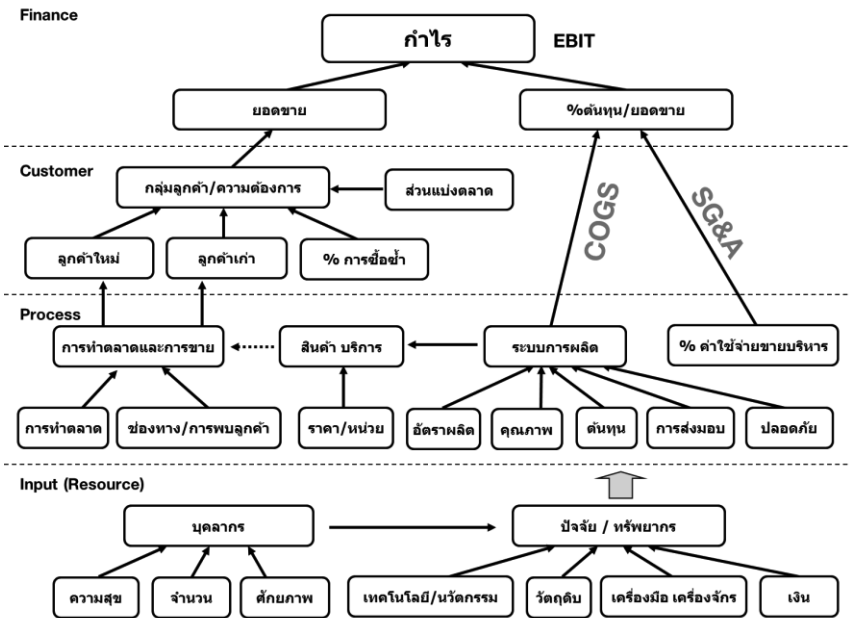 Finance
กำไร
EBIT
ยอดขาย
%ต้นทุน/ยอดขาย
Customer
กลุ่มลูกค้า/ความต้องการ
ส่วนแบ่งตลาด
COGS
SG&A
ลูกค้าใหม่
ลูกค้าเก่า
% การซื้อซ้ำ
Process
การทำตลาดและการขาย
สินค้า บริการ
ระบบการผลิต
% ค่าใช้จ่ายขายบริหาร
การทำตลาด
ช่องทาง/การพบลูกค้า
ราคา/หน่วย
อัตราผลิต
คุณภาพ
ต้นทุน
การส่งมอบ
ปลอดภัย
Input (Resource)
บุคลากร
ปัจจัย / ทรัพยากร
ความสุข
จำนวน
ศักยภาพ
เทคโนโลยี/นวัตกรรม
วัตถุดิบ
เครื่องมือ เครื่องจักร
เงิน